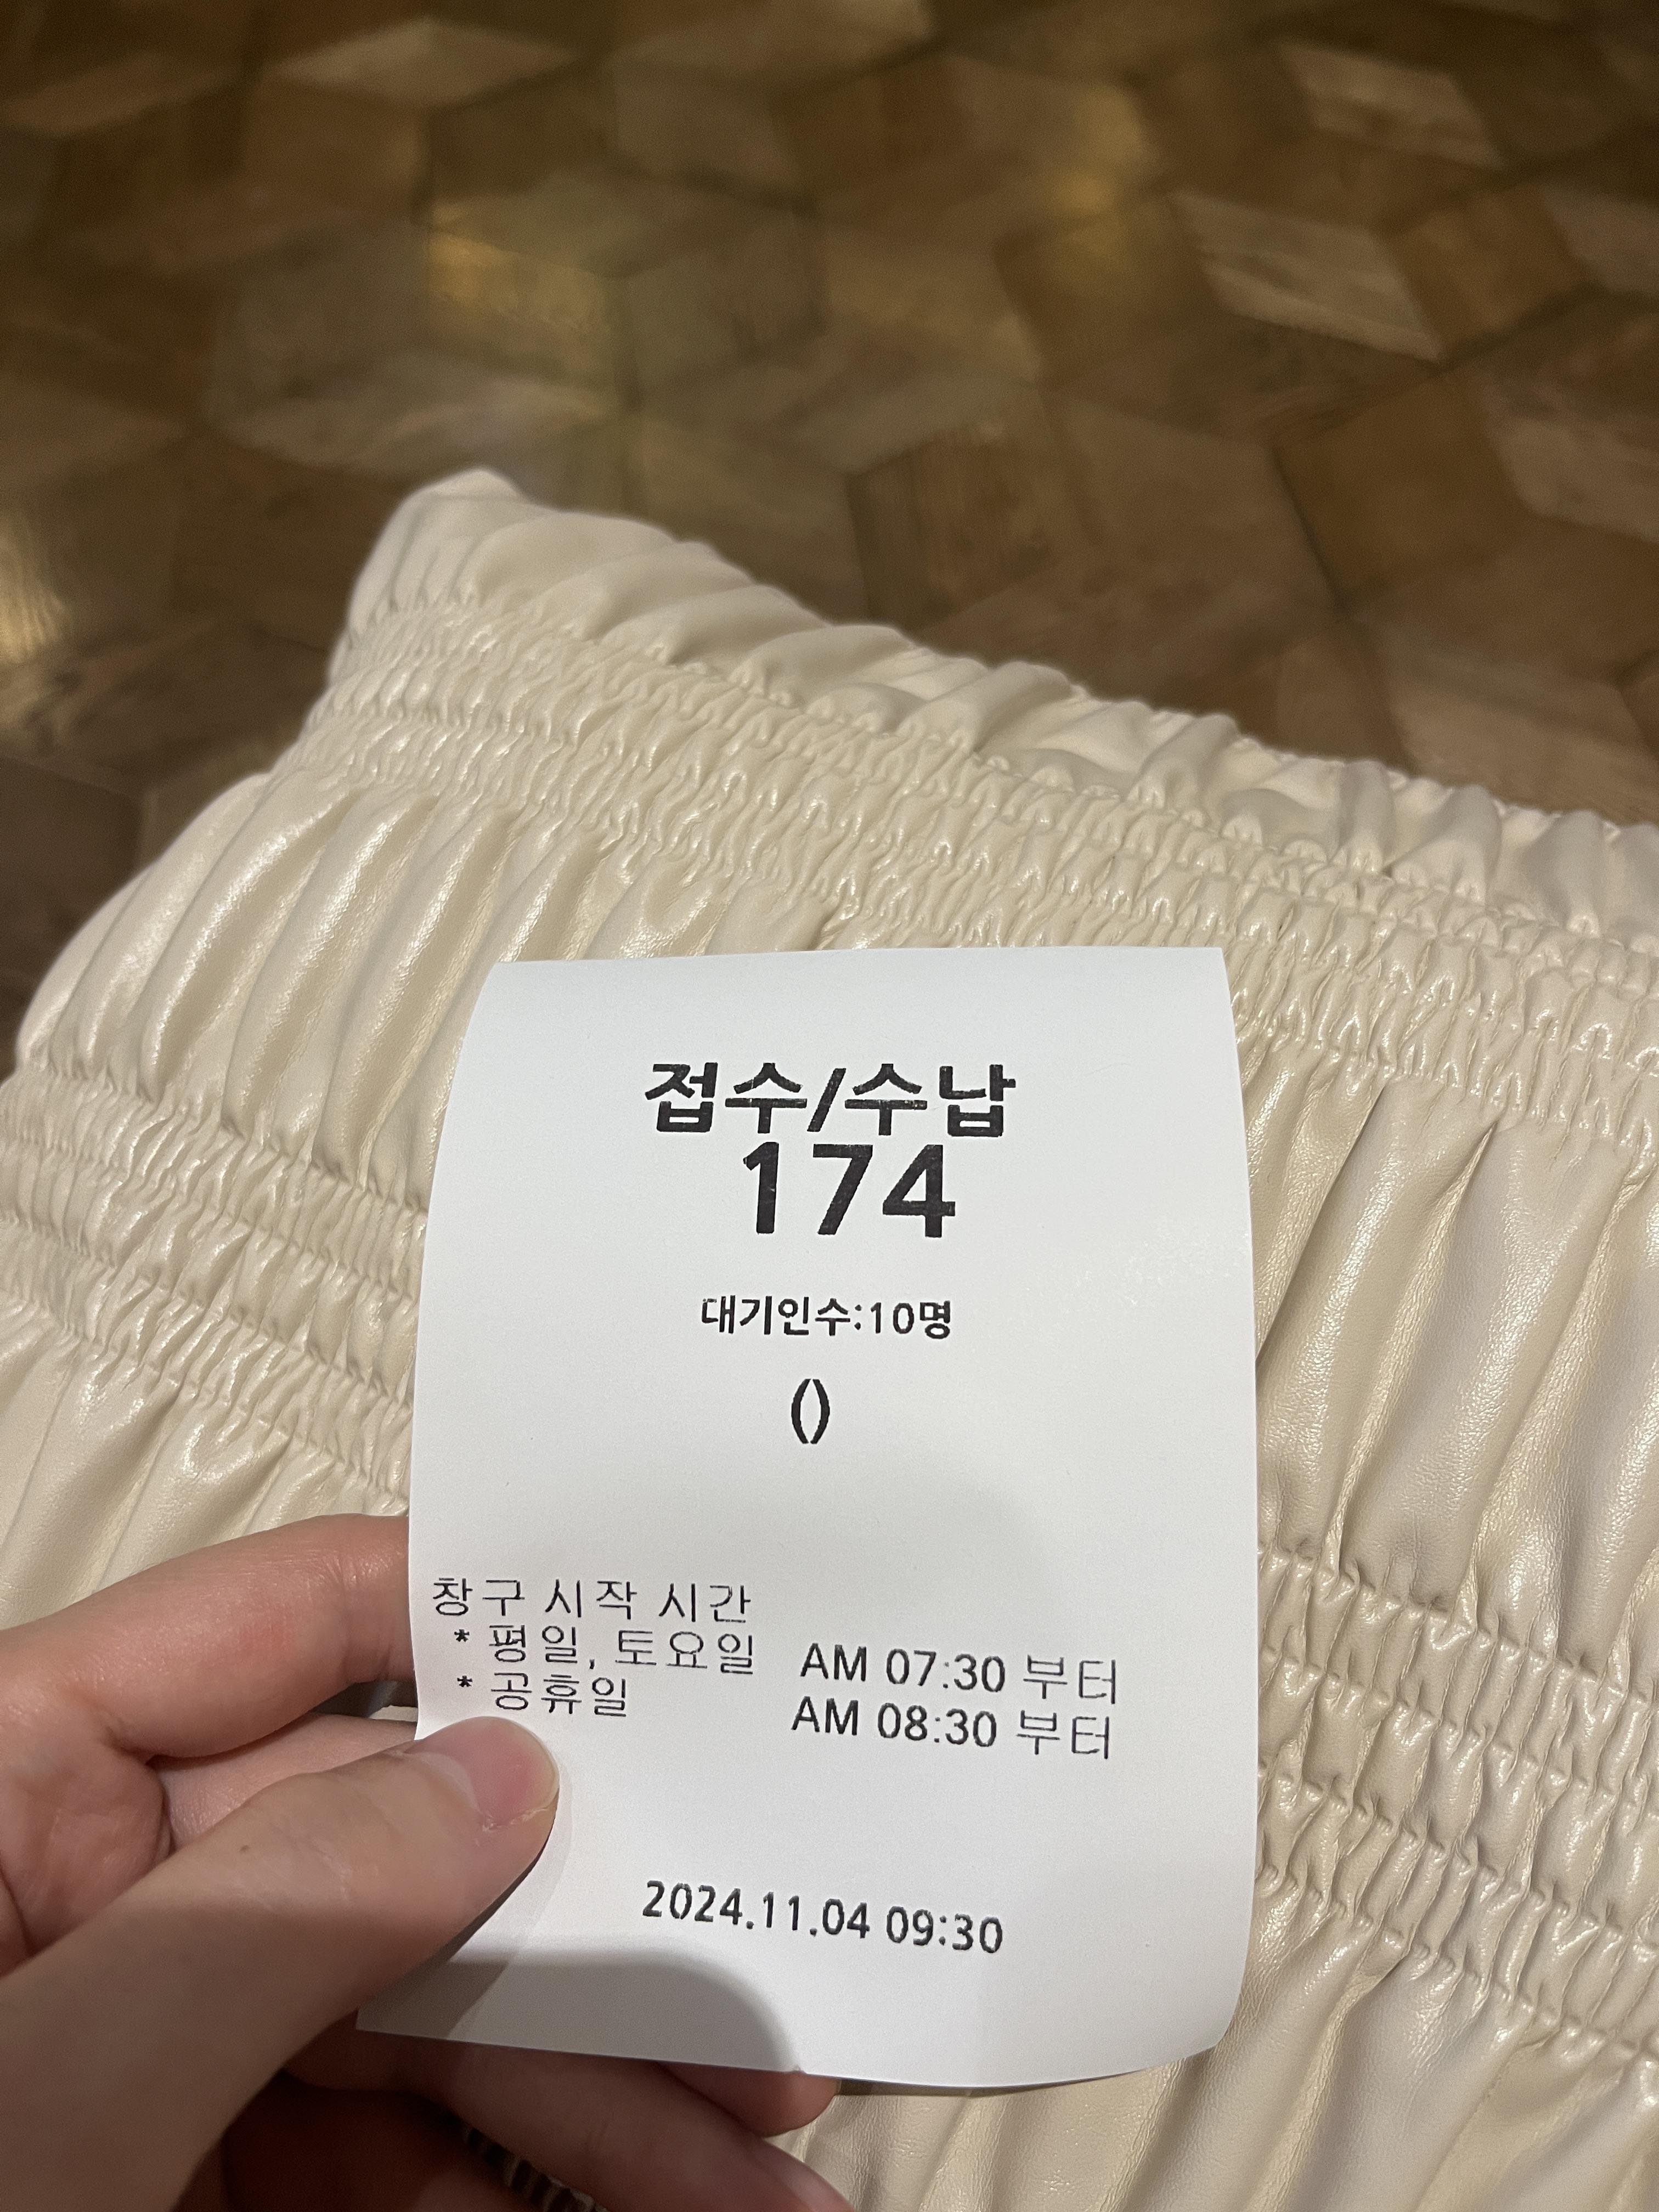 접수/수납
174
대기인수:10명
()
창구 시작 시간
* 평일, 토요일 AM 07:30 부터
* 공휴일 AM 08:30 부터
2024.11.04 09:30